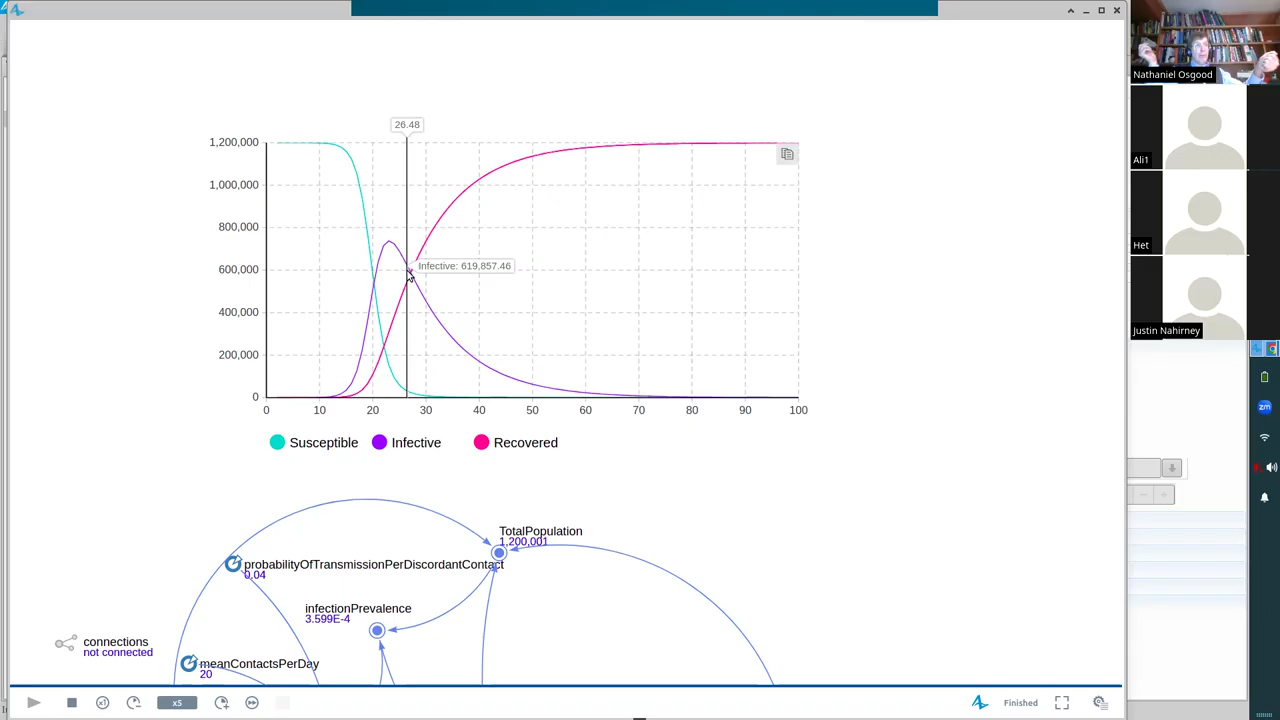 Nathaniel Osgood
Ali1
Het
Justin Nahirney
26.48
1,200,000
1,000,000
800,000
600,000
400,000
200,000
0
Infective: 619,857.46
0 10 20 30 40 50 60 70 80 90 100
Susceptible Infective Recovered
TotalPopulation
1,200,001
probabilityOfTransmissionPerDiscordantContact
0.04
infectionPrevalence
3.599E-4
connections
not connected
meanContactsPerDay
20
x1
x5
Finished
zm